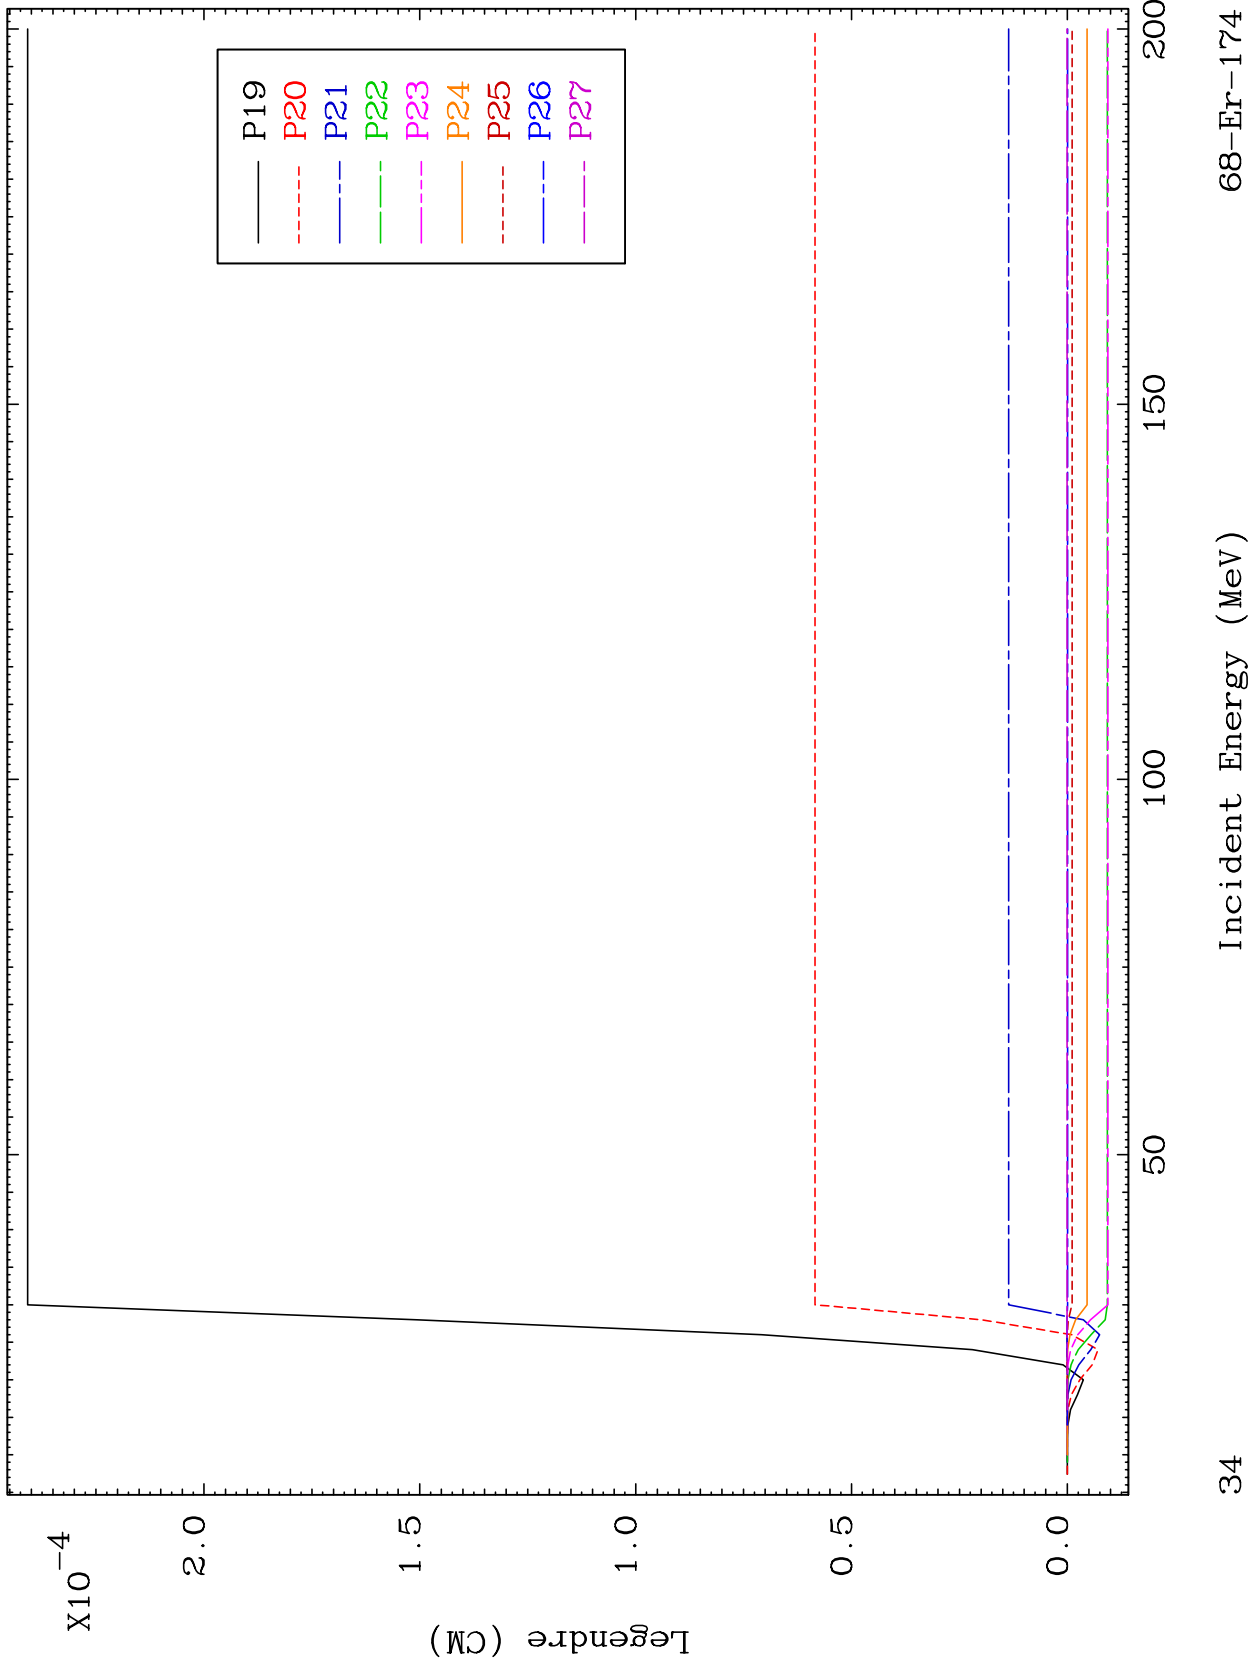 X10-4
2.0
1.5
1.0
0.5
0.0
Legendre (CM)
P19
P20
P21
P22
P23
P24
P25
P26
P27
50
100
150
200
Incident Energy (MeV)
34
68-Er-174